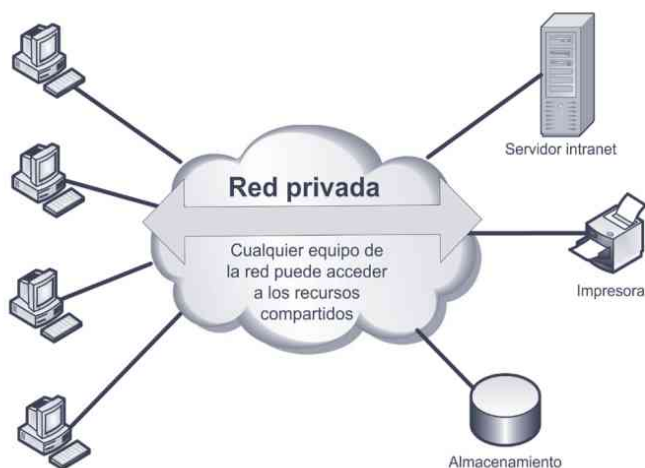 Servidor intranet
Red privada
Cualquier equipo de
la red puede acceder
a los recursos
compartidos
Impresora
Almacenamiento